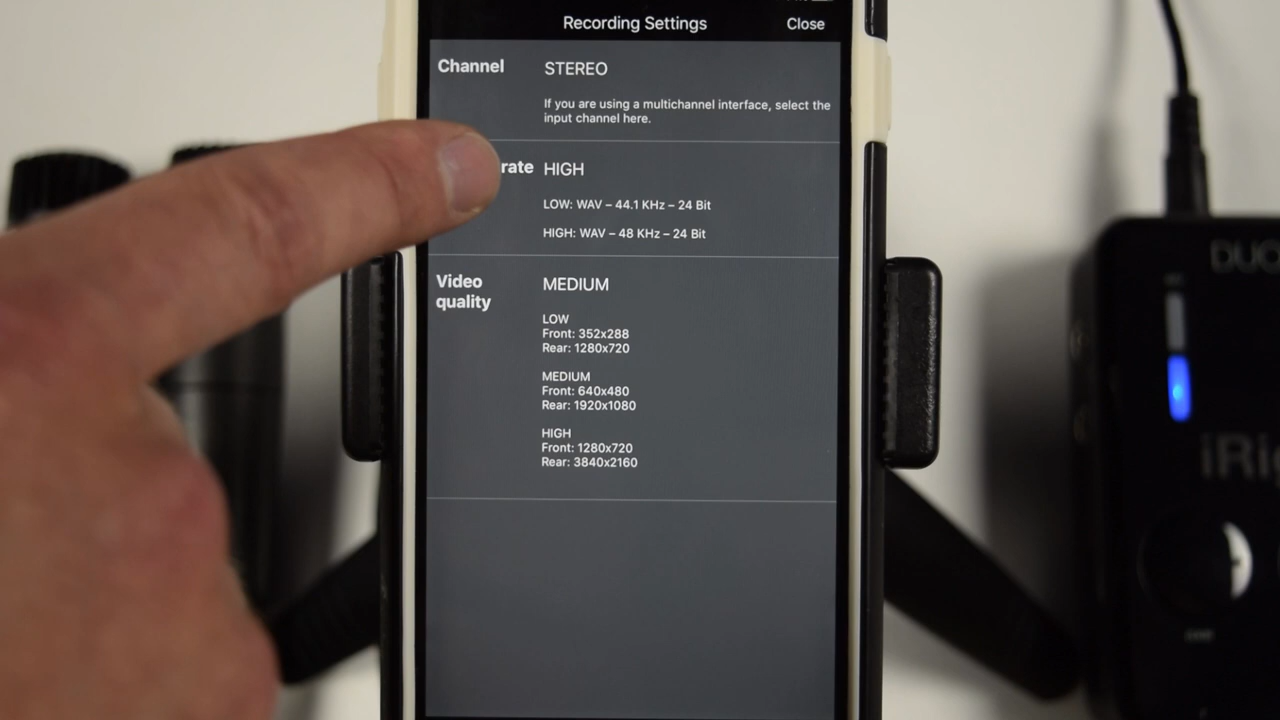 Recording Settings
Close
Channel
STEREO
If you are using a multichannel interface, select the
input channel here.
rate
HIGH
LOW: WAV – 44.1 KHz – 24 Bit
HIGH: WAV – 48 KHz – 24 Bit
Video
quality
MEDIUM
LOW
Front: 352x288
Rear: 1280x720
MEDIUM
Front: 640x480
Rear: 1920x1080
HIGH
Front: 1280x720
Rear: 3840x2160
DUO
iRig